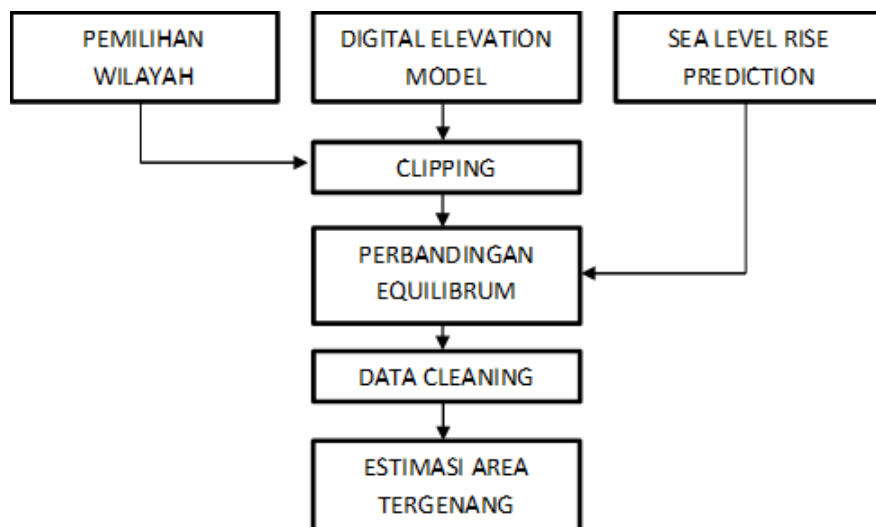 PEMILIHAN
WILAYAH
DIGITAL ELEVATION
MODEL
SEA LEVEL RISE
PREDICTION
CLIPPING
PERBANDINGAN
EQUILIBRUM
DATA CLEANING
ESTIMASI AREA
TERGENANG